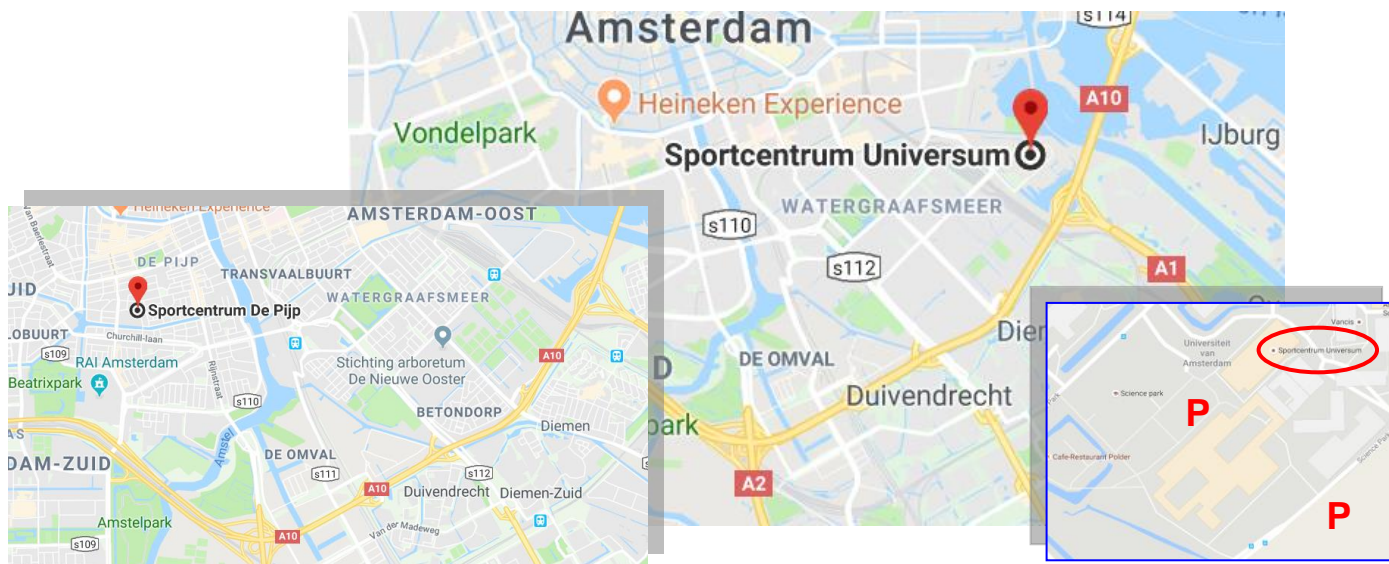 Amsterdam
S114
A10
Heineken Experience
Vondelpark
IJburg
Sportcentrum Universum
WATERGRAAFSMEER
s110
s112
A1
DE OMVAL
Duivendrecht
A2
Heineken Experience
AMSTERDAM-OOST
DE PIJP
TRANSVAALBUURT
WATERGRAAFSMEER
Sportcentrum De Pijp
Churchill-laan
s109
RAI Amsterdam
Stichting arboretum
De Nieuwe Ooster
A10
Beatrixpark
Rijnstraat
s110
BETONDORP
Diemen
Amstel
DE OMVAL
s111
s112
A10
Duivendrecht
Diemen-Zuid
Amstelpark
Van der Madeweg
A10
s109
Vancis
Universiteit
van
Amsterdam
Sportcentrum Universum
Science park
P
Cafe-Restaurant Polder
P